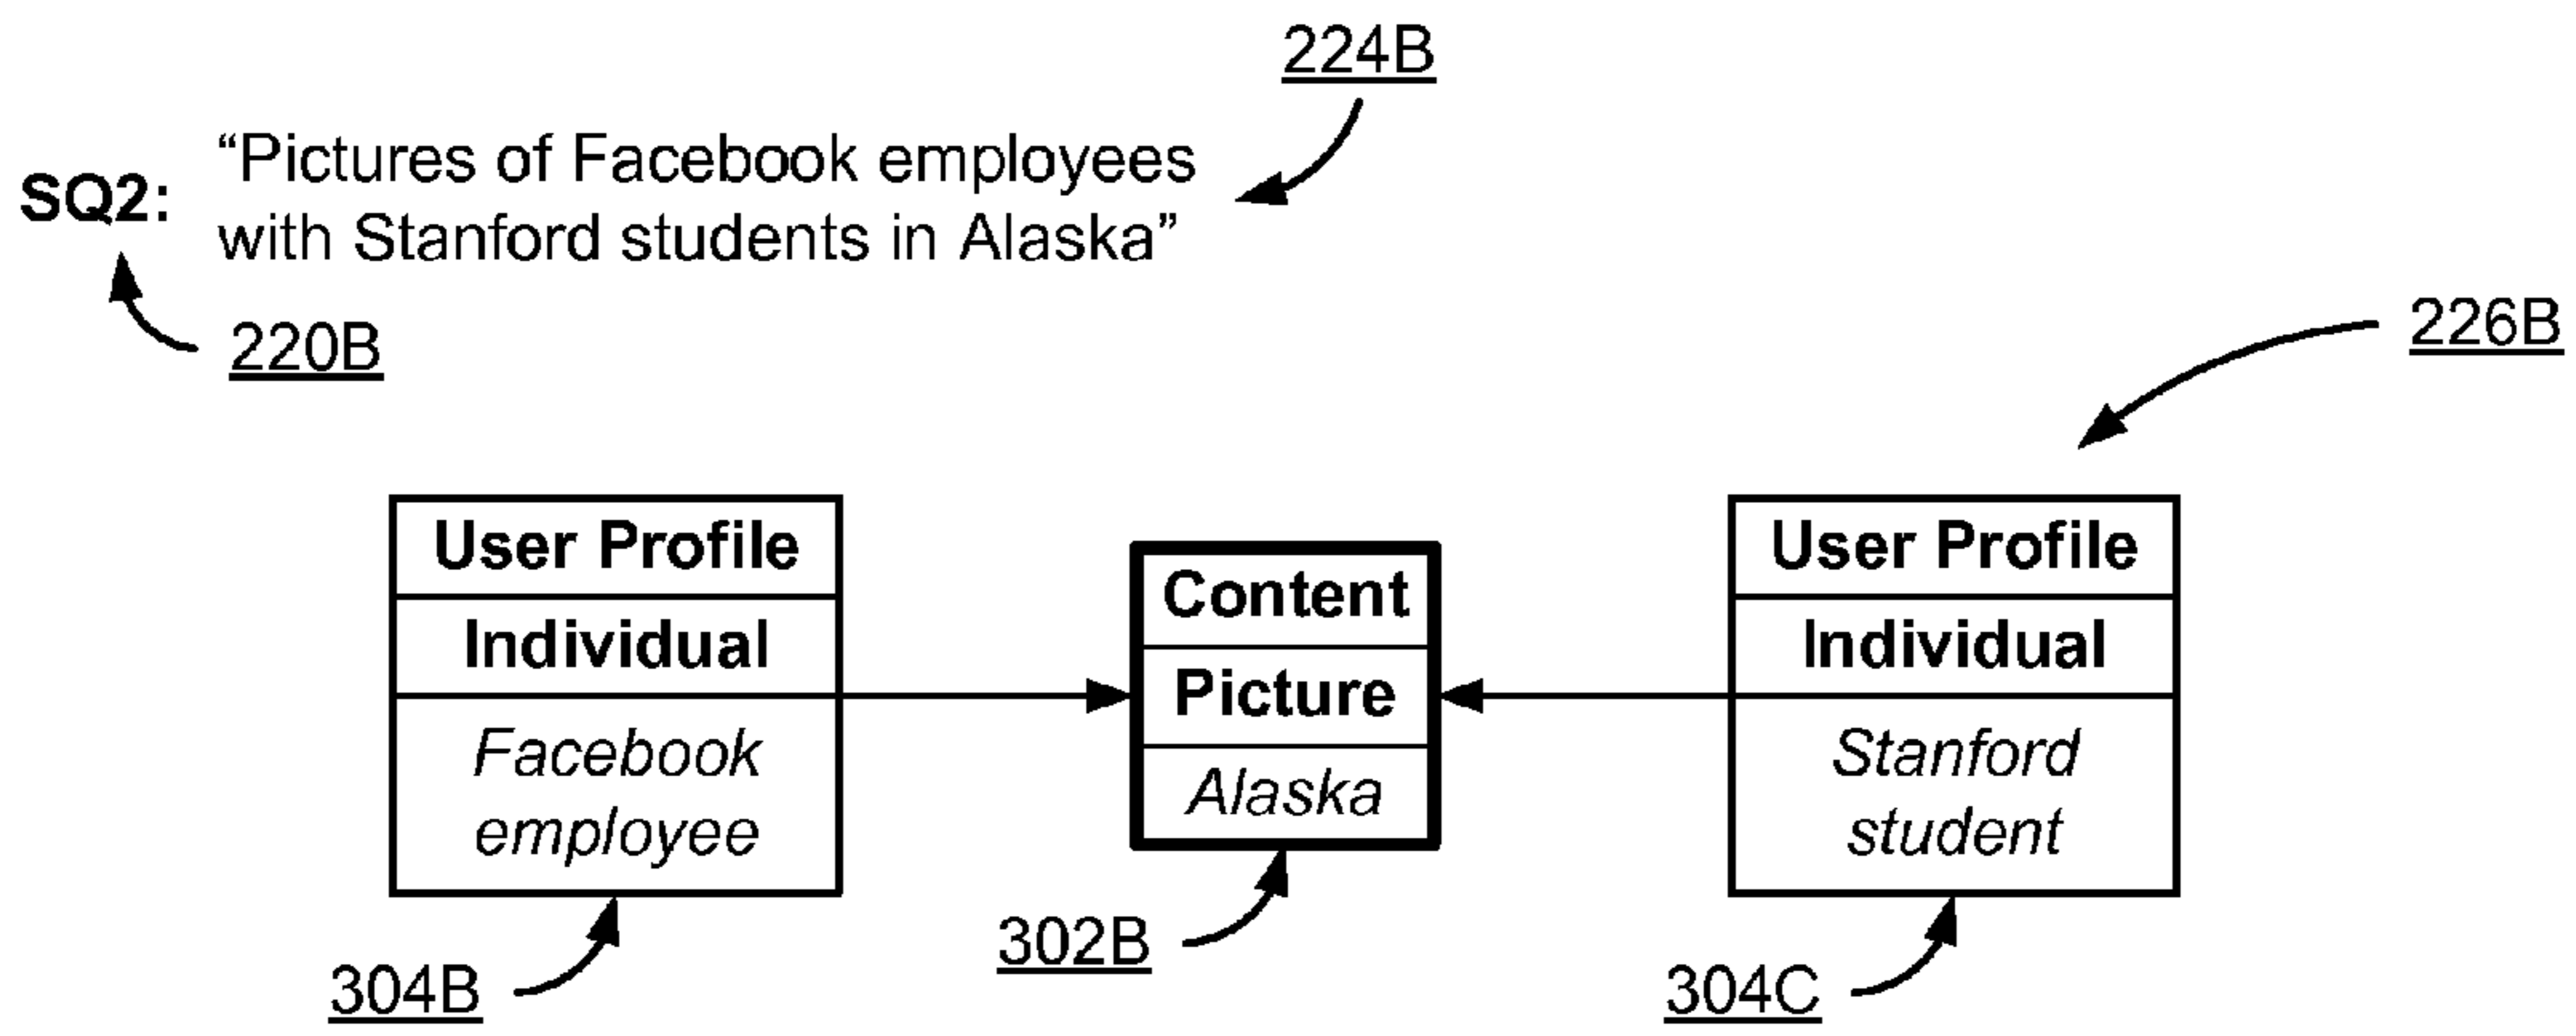 224B
SQ2:
“Pictures of Facebook employees
with Stanford students in Alaska”
220B
226B
User Profile
Individual
Facebook
employee
Content
Picture
Alaska
User Profile
Individual
Stanford
student
304B
302B
304C